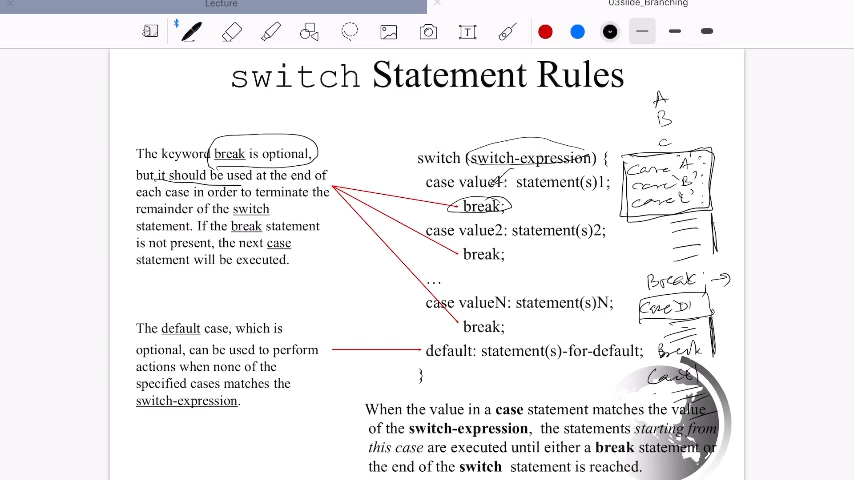 Lecture
03slide_Branching
switch Statement Rules
The keyword break is optional,
but it should be used at the end of
each case in order to terminate the
remainder of the switch
statement. If the break statement
is not present, the next case
statement will be executed.
The default case, which is
optional, can be used to perform
actions when none of the
specified cases matches the
switch-expression.
switch (switch-expression) {
case value1: statement(s)1;
break;
case value2: statement(s)2;
break;
…
case valueN: statement(s)N;
break;
default: statement(s)-for-default;
}
When the value in a case statement matches the value
of the switch-expression, the statements starting from
this case are executed until either a break statement or
the end of the switch statement is reached.
A
B
C
case 'A':
case 'B':
case 'C':
Break;
Case D'
Break